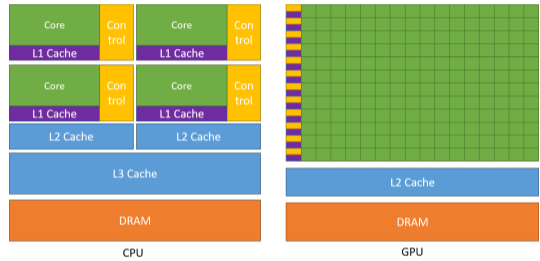 Core
Con
trol
L1 Cache
Core
Con
trol
L1 Cache
Core
Con
trol
L1 Cache
Core
Con
trol
L1 Cache
L2 Cache
L2 Cache
L3 Cache
DRAM
CPU
L2 Cache
DRAM
GPU